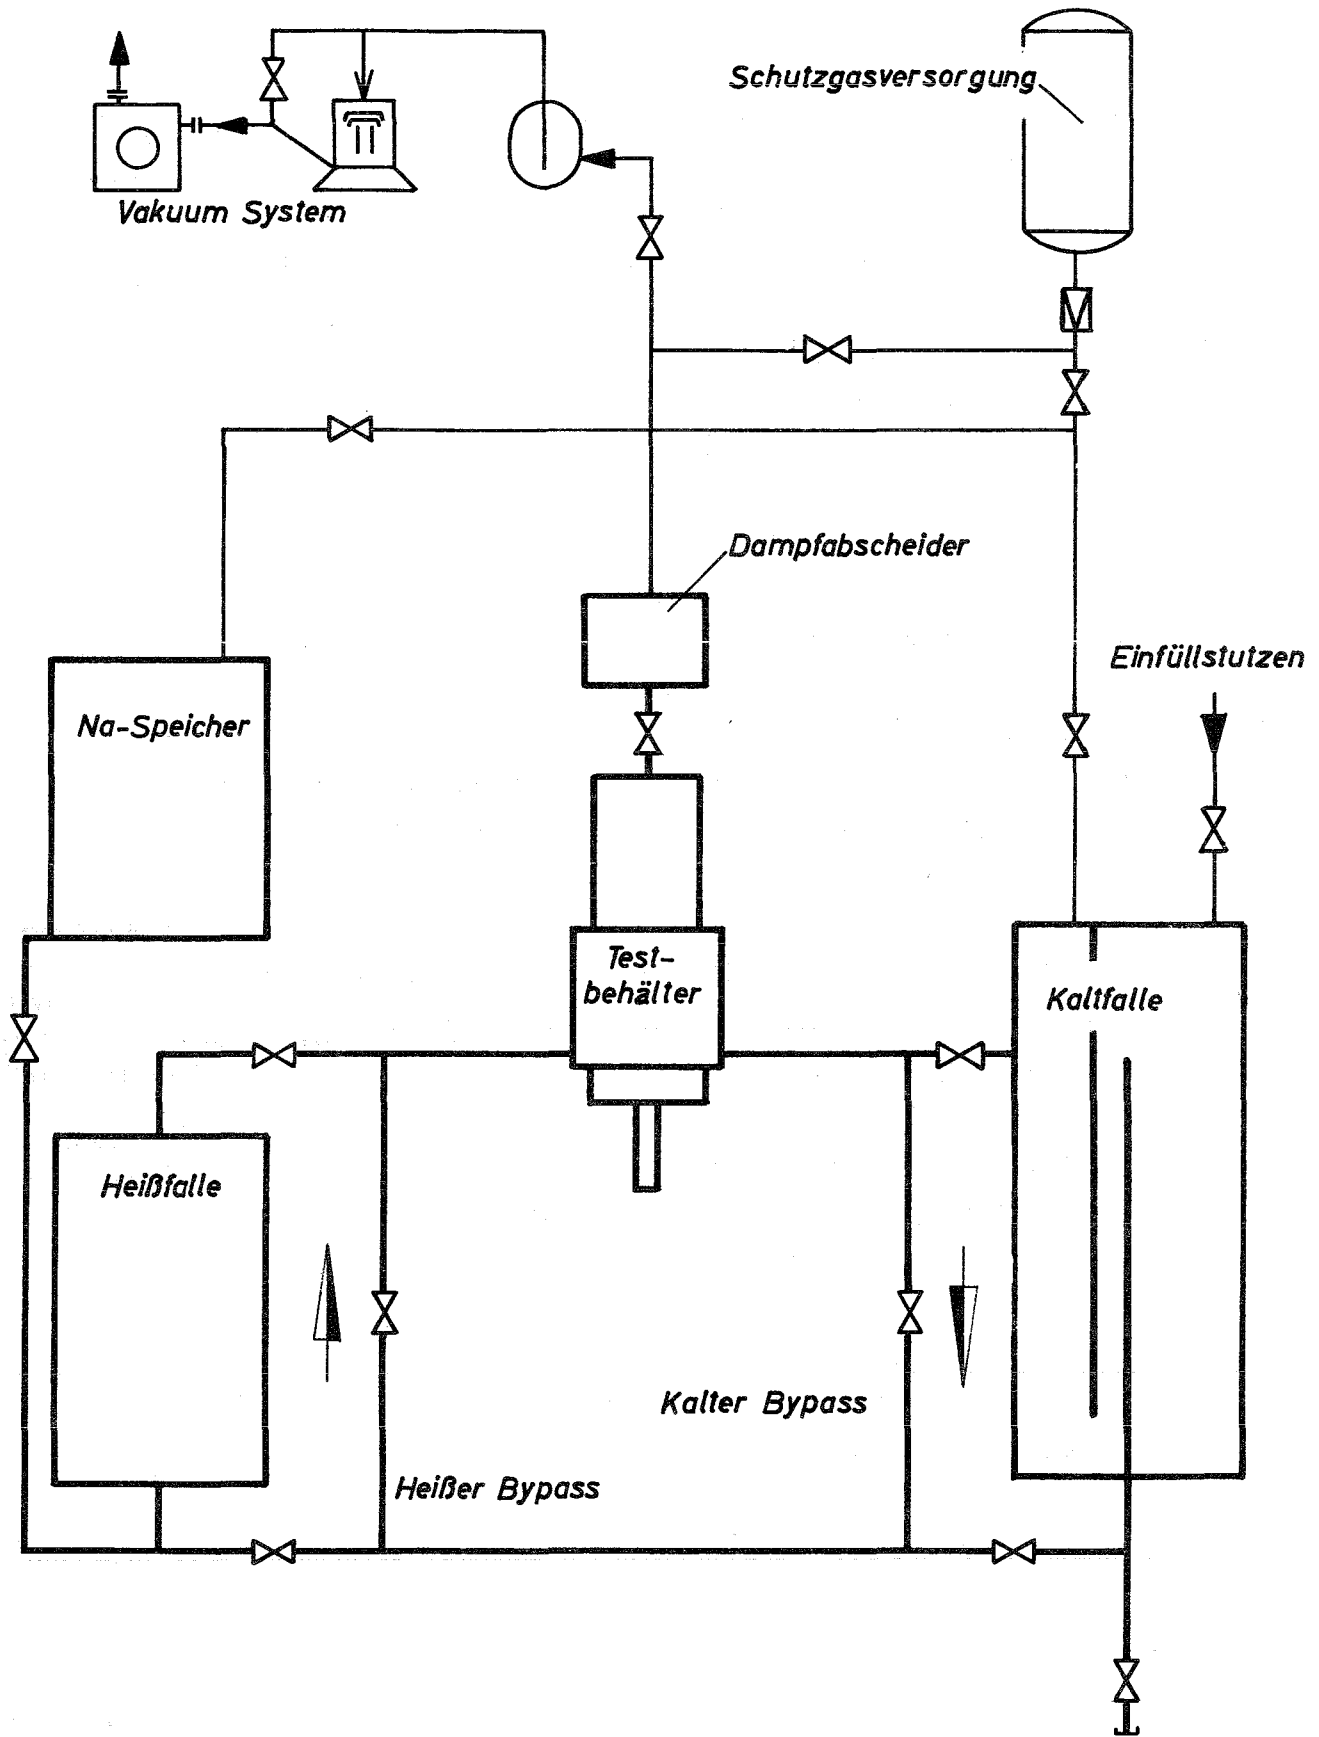 Schutzgasversorgung
Vakuum System
Dampfabscheider
Einfüllstutzen
Na-Speicher
Test-
behälter
Kaltfalle
Heißfalle
Kalter Bypass
Heißer Bypass